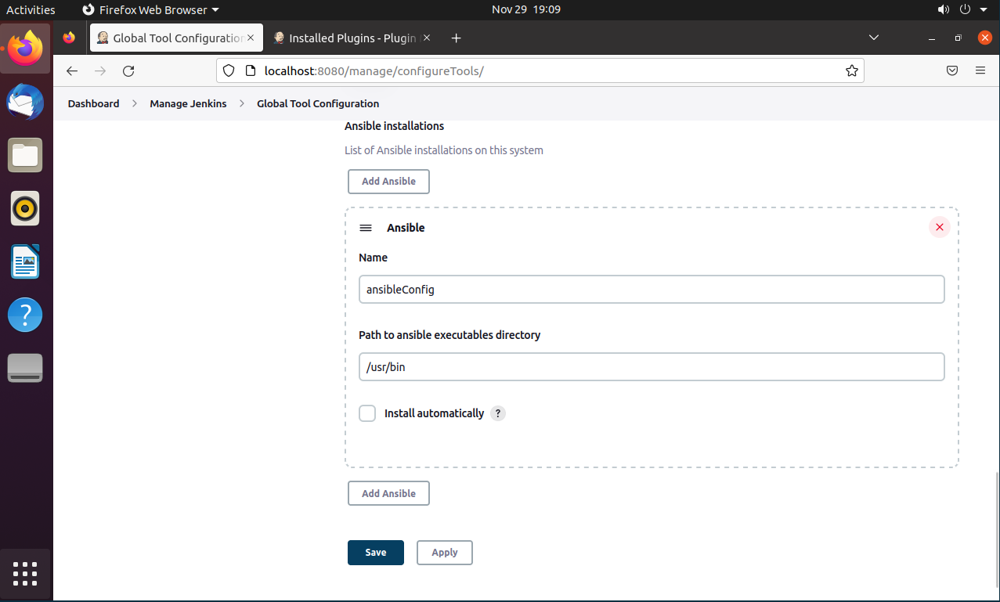 Activities
Firefox Web Browser
Nov 29 19:09
Global Tool Configuration
Installed Plugins - Plugin
localhost:8080/manage/configureTools/
Dashboard
Manage Jenkins
Global Tool Configuration
Ansible installations
List of Ansible installations on this system
Add Ansible
Ansible
Name
ansibleConfig
Path to ansible executables directory
/usr/bin
Install automatically ?
Add Ansible
Save
Apply